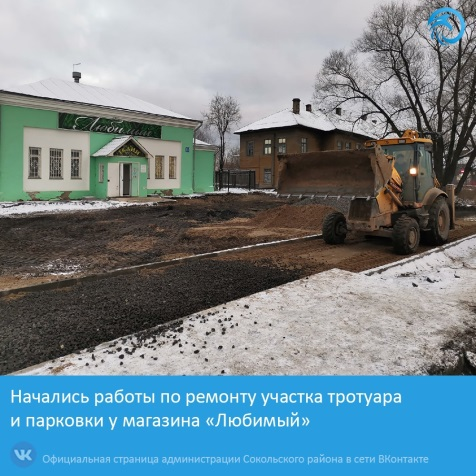 Любимый
Начались работы по ремонту участка тротуара
и парковки у магазина «Любимый»
Официальная страница администрации Сокольского района в сети ВКонтакте